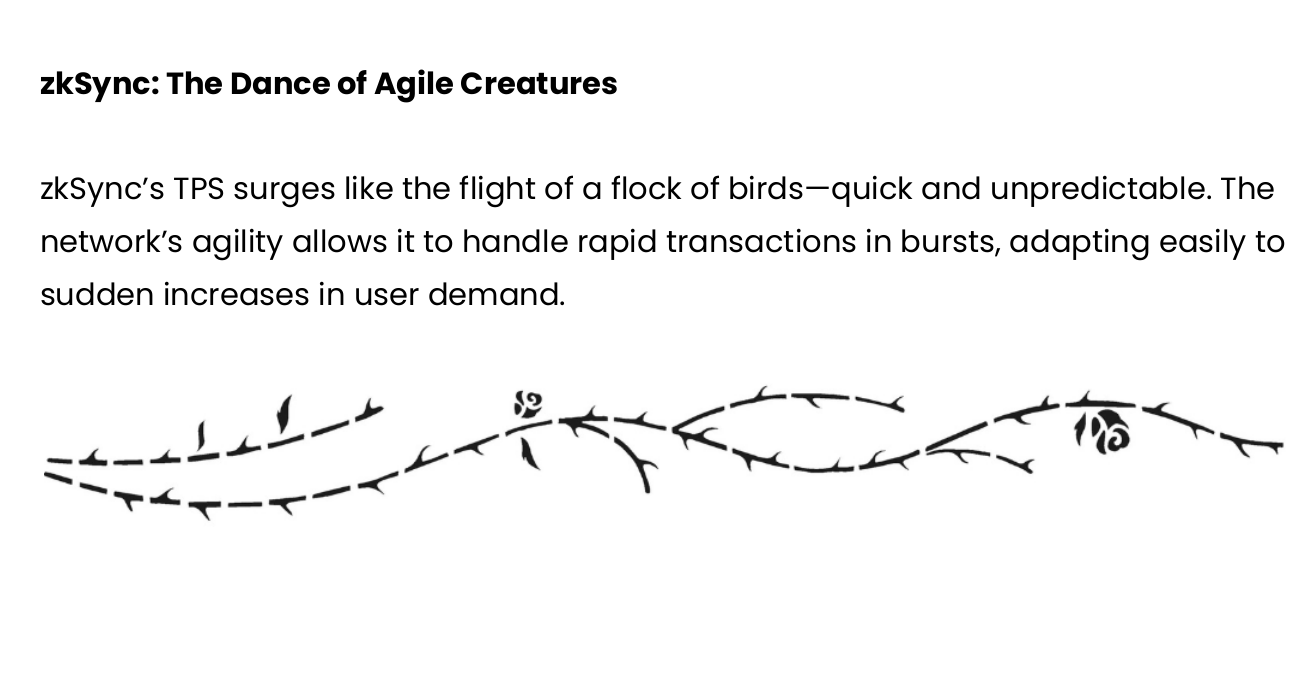 zkSync: The Dance of Agile Creatures
zkSync’s TPS surges like the flight of a flock of birds—quick and unpredictable. The
network’s agility allows it to handle rapid transactions in bursts, adapting easily to
sudden increases in user demand.